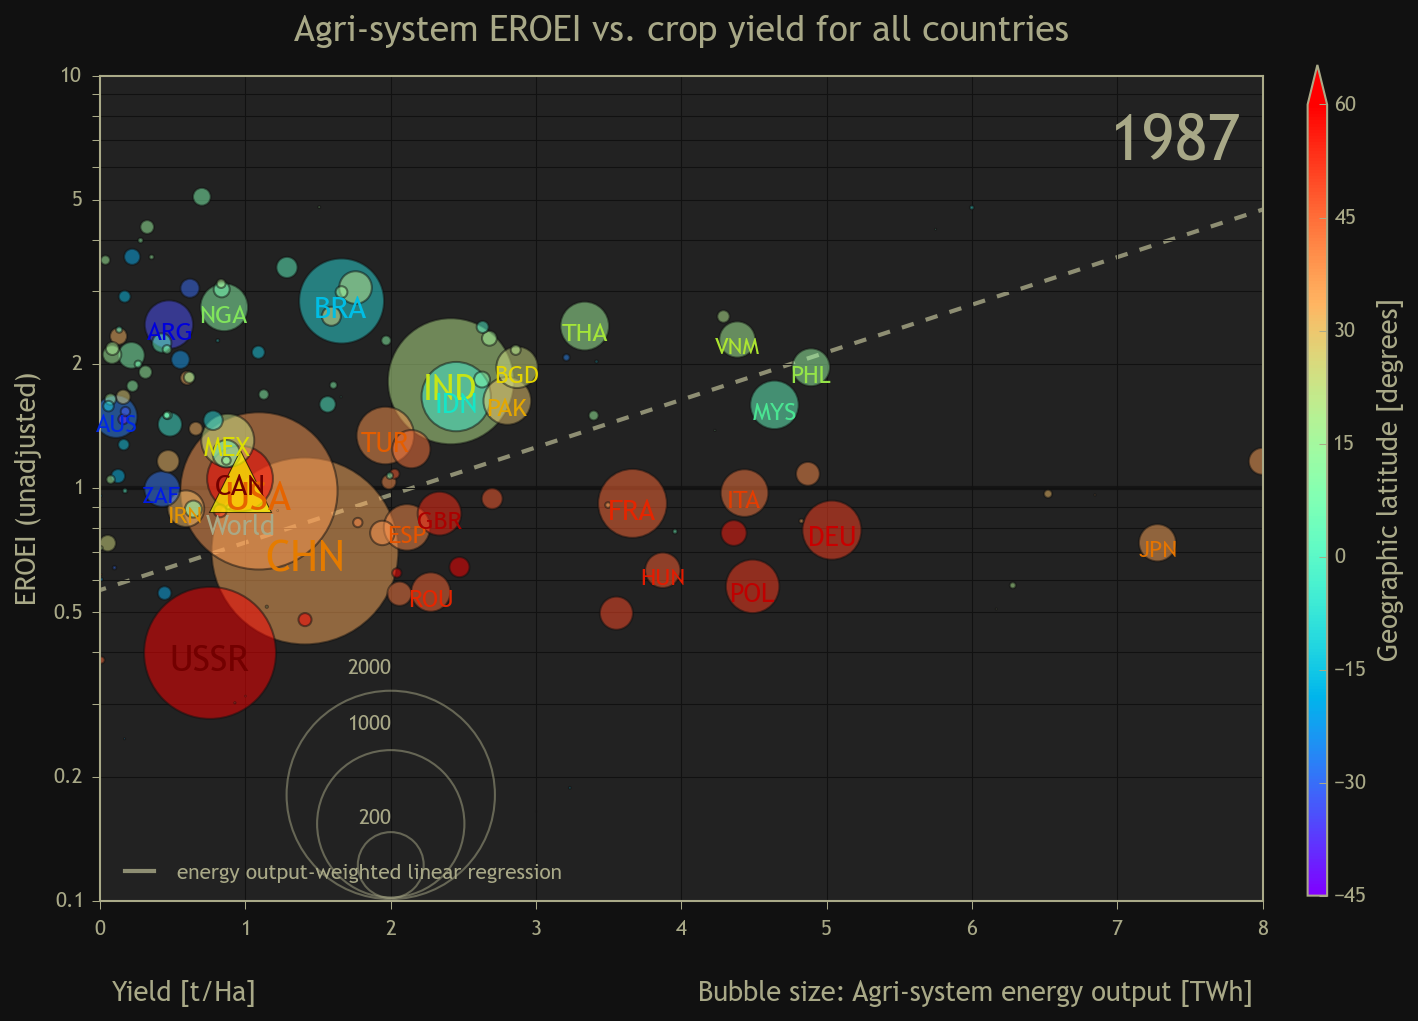 Agri-system EROEI vs. crop yield for all countries
1987
10
5
2
1
0.5
0.2
0.1
EROEI (unadjusted)
NGA
ARG
BRA
THA
VNM
PHL
BGD
IND
IDN
PAK
MYS
AUS
TUR
MEX
CAN
USA
ZAF
IRN
World
GBR
ESP
FRA
ITA
DEU
JPN
CHN
HUN
POL
ROU
USSR
2000
1000
200
energy output-weighted linear regression
0 1 2 3 4 5 6 7 8
Yield [t/Ha]
Bubble size: Agri-system energy output [TWh]
60
45
30
15
0
−15
−30
−45
Geographic latitude [degrees]